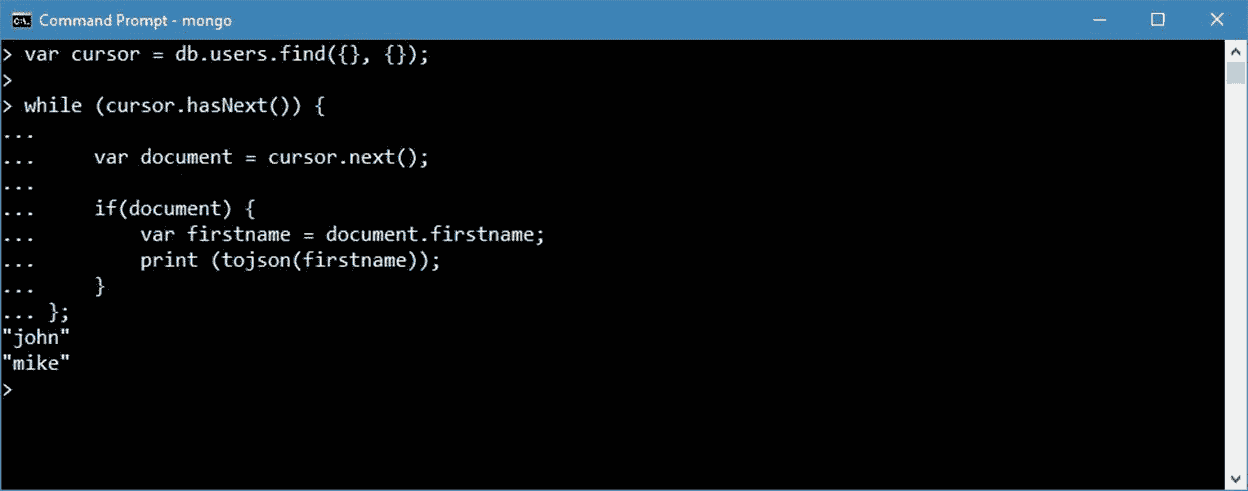 Command Prompt - mongo
> var cursor = db.users.find({}, {});
>
> while (cursor.hasNext()) {
...
...     var document = cursor.next();
...
...     if(document) {
...         var firstname = document.firstname;
...         print (tojson(firstname));
...     }
... };
"john"
"mike"
>